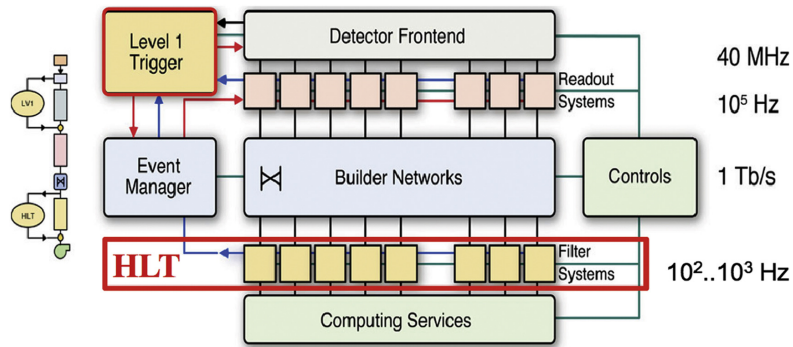 Level 1
Trigger
Detector Frontend
40 MHz
Readout
Systems
10⁵ Hz
LV1
Event
Manager
Builder Networks
Controls
1 Tb/s
HLT
HLT
Filter
Systems
10²..10³ Hz
Computing Services